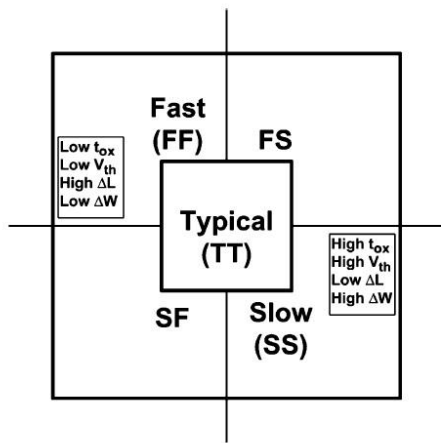 Fast
(FF)
FS
Low tox
Low Vth
High ΔL
Low ΔW
Typical
(TT)
High tox
High Vth
Low ΔL
High ΔW
SF
Slow
(SS)